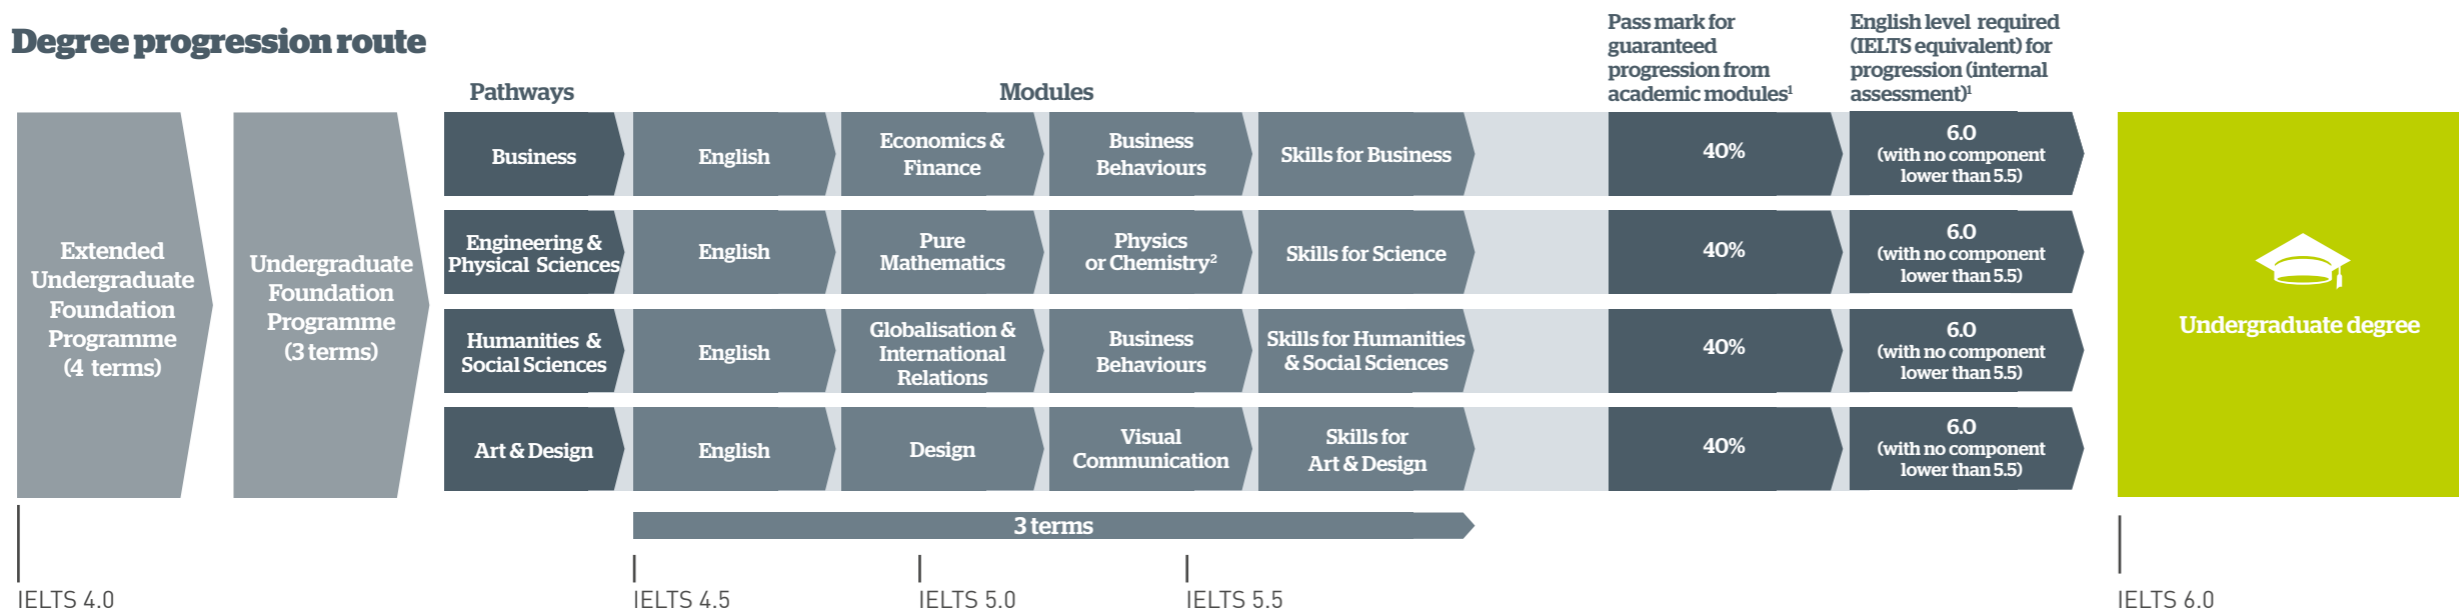 Degree progression route
Pathways
Modules
Pass mark for
guaranteed
progression from
academic modules¹
English level required
(IELTS equivalent) for
progression (internal
assessment)¹
Extended
Undergraduate
Foundation
Programme
(4 terms)
Undergraduate
Foundation
Programme
(3 terms)
Business
English
Economics &
Finance
Business
Behaviours
Skills for Business
40%
6.0
(with no component
lower than 5.5)
Engineering &
Physical Sciences
English
Pure
Mathematics
Physics
or Chemistry²
Skills for Science
40%
6.0
(with no component
lower than 5.5)
Humanities &
Social Sciences
English
Globalisation &
International
Relations
Business
Behaviours
Skills for Humanities
& Social Sciences
40%
6.0
(with no component
lower than 5.5)
Art & Design
English
Design
Visual
Communication
Skills for
Art & Design
40%
6.0
(with no component
lower than 5.5)
Undergraduate degree
3 terms
IELTS 4.0
IELTS 4.5
IELTS 5.0
IELTS 5.5
IELTS 6.0